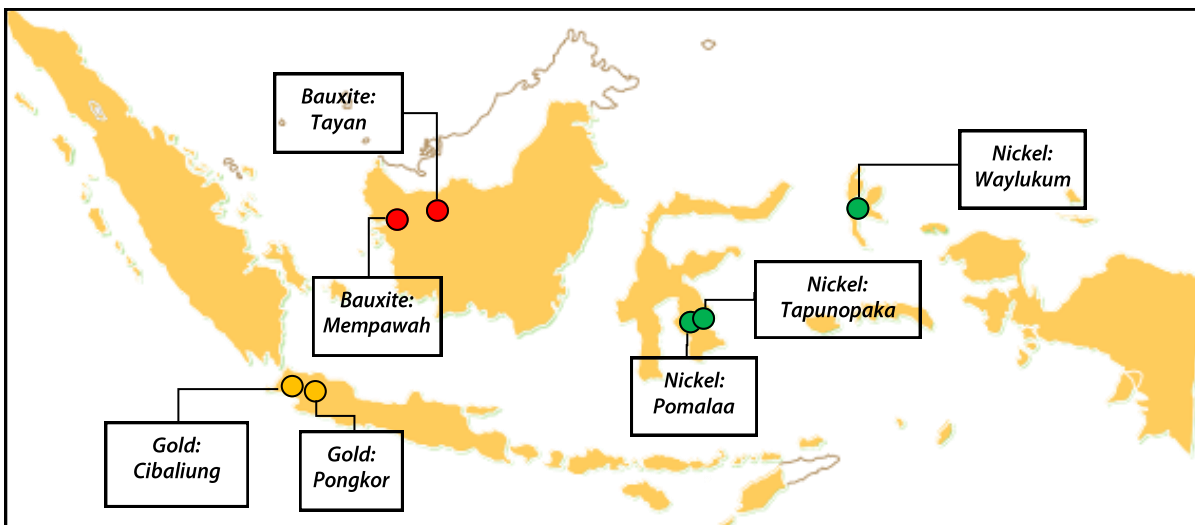 Bauxite:
Tayan
Nickel:
Waylukum
Nickel:
Tapunopaka
Bauxite:
Mempawah
Nickel:
Pomalaa
Gold:
Cibaliung
Gold:
Pongkor